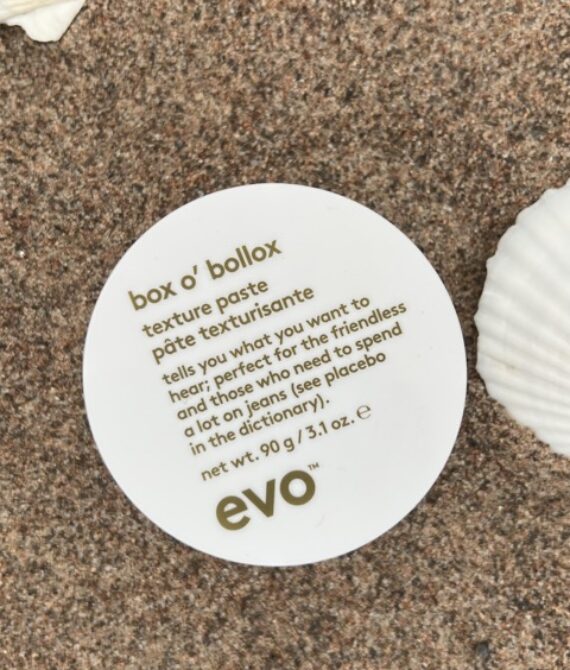 box o' bollox
texture paste
pâte texturisante
tells you what you want to
hear; perfect for the friendless
and those who need to spend
a lot on jeans (see placebo
in the dictionary).
net wt. 90 g / 3.1 oz. ℮
evo™